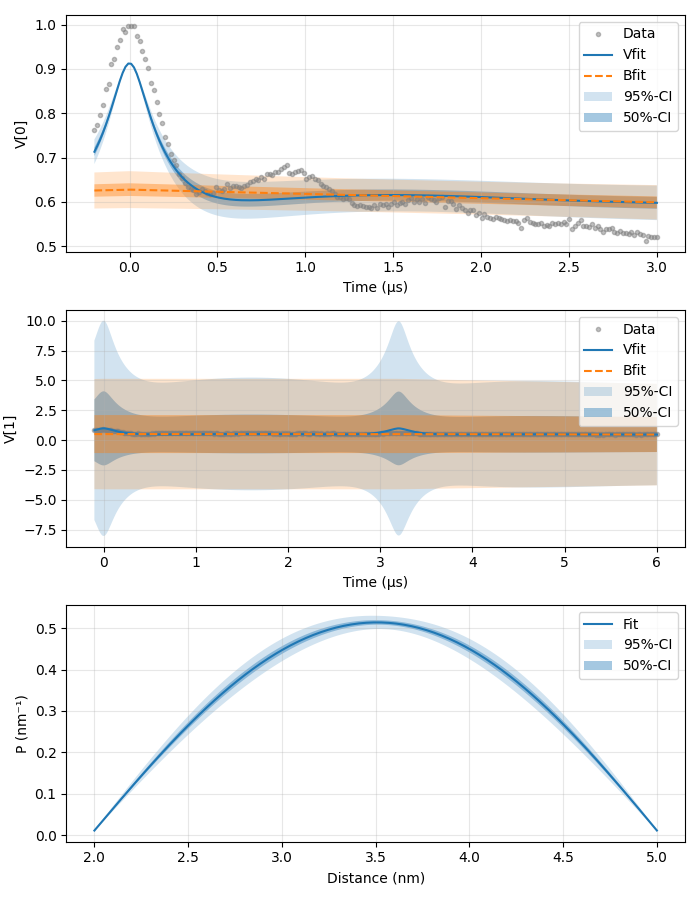 1.0
0.9
0.8
0.7
0.6
0.5
V[0]
Data
Vfit
Bfit
95%-CI
50%-CI
0.0 0.5 1.0 1.5 2.0 2.5 3.0
Time (μs)
10.0
7.5
5.0
2.5
0.0
−2.5
−5.0
−7.5
V[1]
Data
Vfit
Bfit
95%-CI
50%-CI
0 1 2 3 4 5 6
Time (μs)
0.5
0.4
0.3
0.2
0.1
0.0
P (nm⁻¹)
Fit
95%-CI
50%-CI
2.0 2.5 3.0 3.5 4.0 4.5 5.0
Distance (nm)